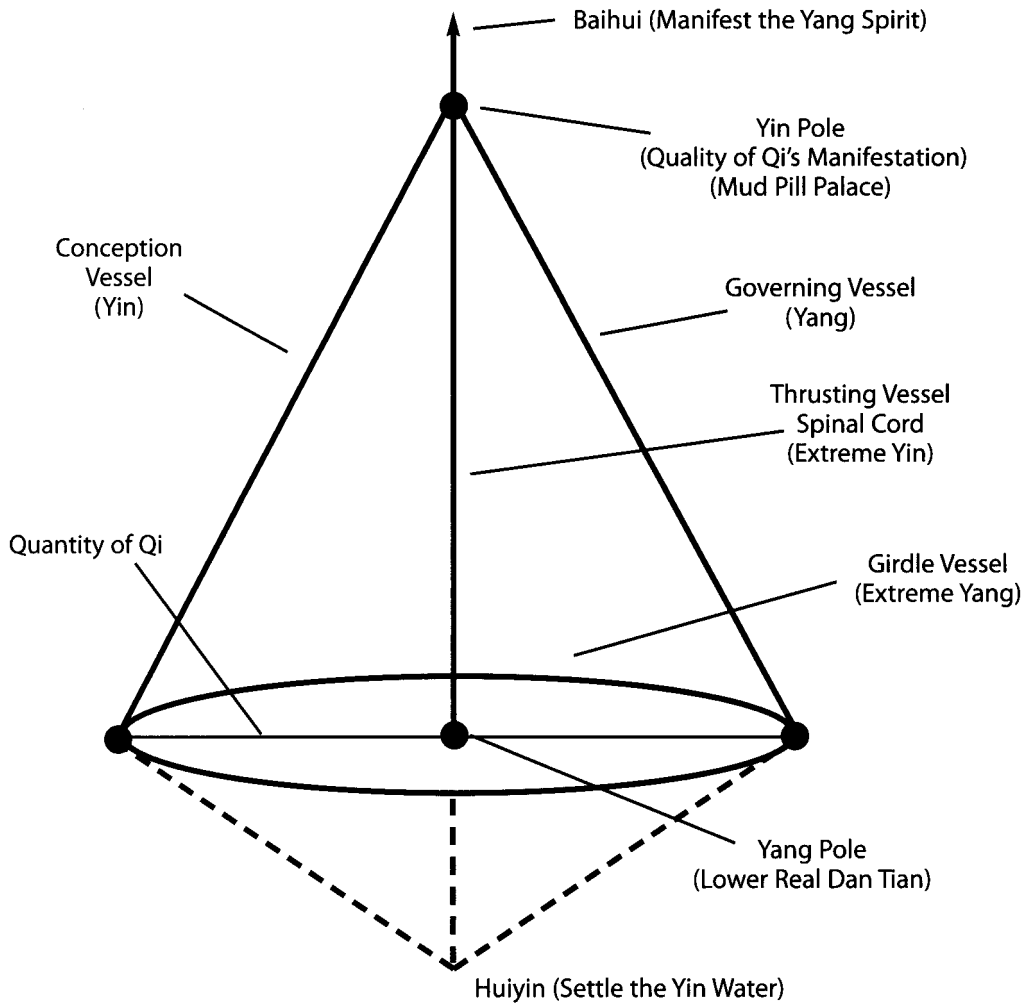 Baihui (Manifest the Yang Spirit)
Yin Pole
(Quality of Qi's Manifestation)
(Mud Pill Palace)
Conception
Vessel
(Yin)
Governing Vessel
(Yang)
Thrusting Vessel
Spinal Cord
(Extreme Yin)
Quantity of Qi
Girdle Vessel
(Extreme Yang)
Yang Pole
(Lower Real Dan Tian)
Huiyin (Settle the Yin Water)